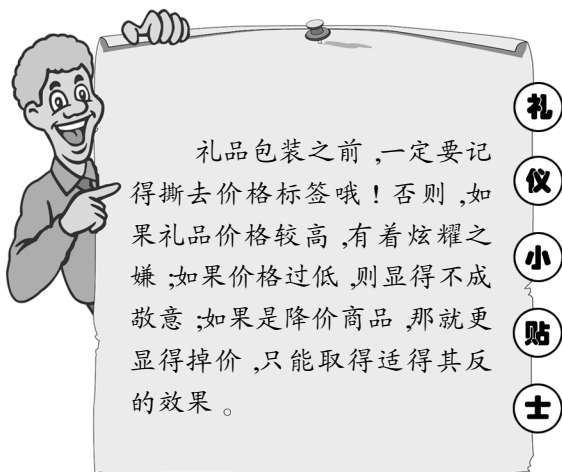 礼品包装之前,一定要记
得撕去价格标签哦!否则,如
果礼品价格较高,有着炫耀之
嫌;如果价格过低,则显得不成
敬意;如果是降价商品,那就更
显得掉价,只能取得适得其反
的效果。
礼
仪
小
贴
士